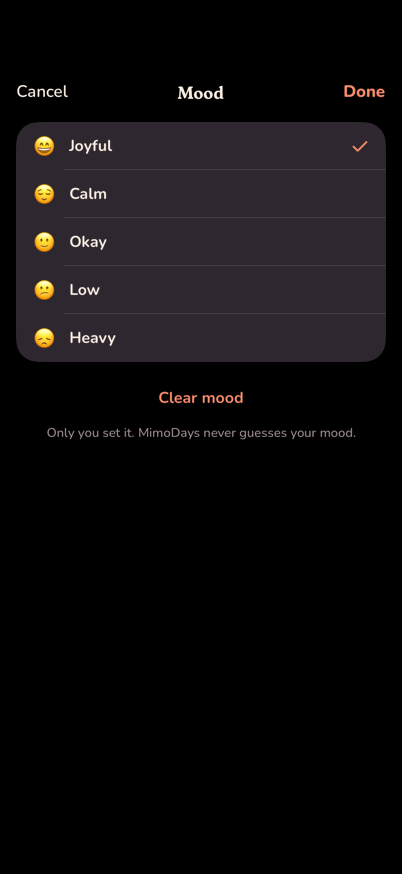 Cancel
Mood
Done
Joyful
Calm
Okay
Low
Heavy
Clear mood
Only you set it. MimoDays never guesses your mood.